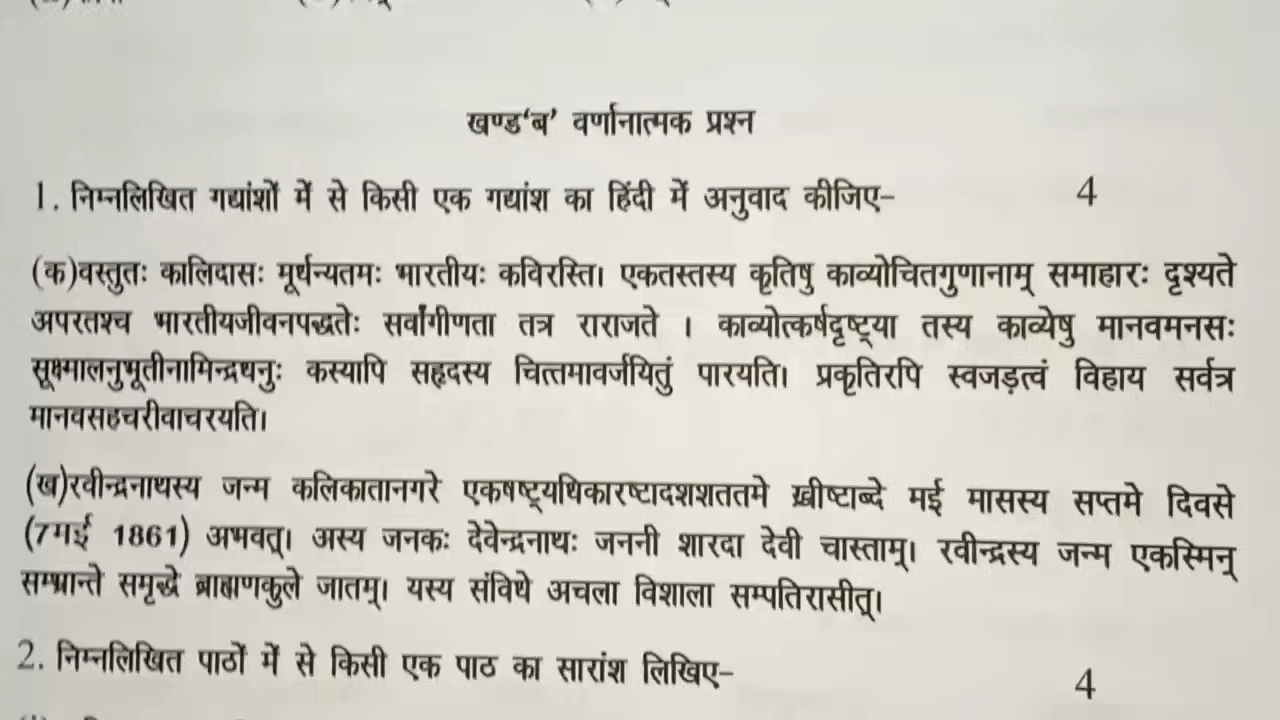 खण्ड‘ब’ वर्णानात्मक प्रश्न
1. निम्नलिखित गद्यांशों में से किसी एक गद्यांश का हिंदी में अनुवाद कीजिए– 4
(क)वस्तुतः कालिदासः मूर्धन्यतमः भारतीयः कविरस्ति। एकतस्तस्य कृतिषु काव्योचितगुणानाम् समाहारः दृश्यते
अपरतश्च भारतीयजीवनपद्धतेः सर्वांगीणता तत्र राराजते । काव्योत्कर्षदृष्ट्या तस्य काव्येषु मानवमनसः
सूक्ष्मालनुभूतीनामिन्द्रधनुः कस्यापि सहृदस्य चित्तमावर्जयितुं पारयति। प्रकृतिरपि स्वजड़त्वं विहाय सर्वत्र
मानवसहचरीवाचरयति।
(ख)रवीन्द्रनाथस्य जन्म कलिकातानगरे एकषष्ट्यधिकारष्टादशशततमे ख़्रीष्टाब्दे मई मासस्य सप्तमे दिवसे
(7मई 1861) अभवत्। अस्य जनकः देवेन्द्रनाथः जननी शारदा देवी चास्ताम्। रवीन्द्रस्य जन्म एकस्मिन्
सम्भ्रान्ते समृद्धे ब्राह्मणकुले जातम्। यस्य संविधे अचला विशाला सम्पतिरासीत्।
2. निम्नलिखित पाठों में से किसी एक पाठ का सारांश लिखिए– 4